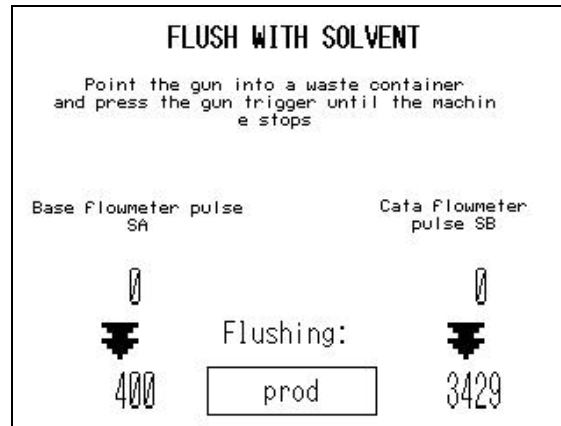 FLUSH WITH SOLVENT
Point the gun into a waste container
and press the gun trigger until the machin
e stops
Base flowmeter pulse
SA
Cata flowmeter
pulse SB
0
0
Flushing:
400
prod
3429